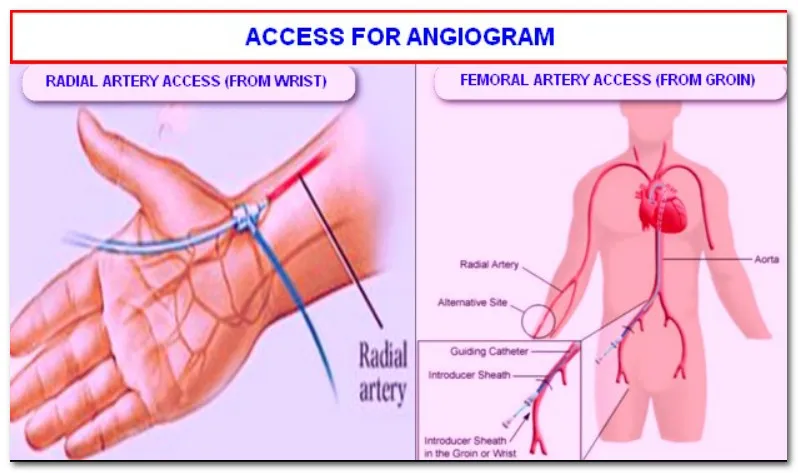 ACCESS FOR ANGIOGRAM
RADIAL ARTERY ACCESS (FROM WRIST)
FEMORAL ARTERY ACCESS (FROM GROIN)
Radial
artery
Radial Artery
Aorta
Alternative Site
Guiding Catheter
Introducer Sheath
Introducer Sheath
in the Groin or Wrist